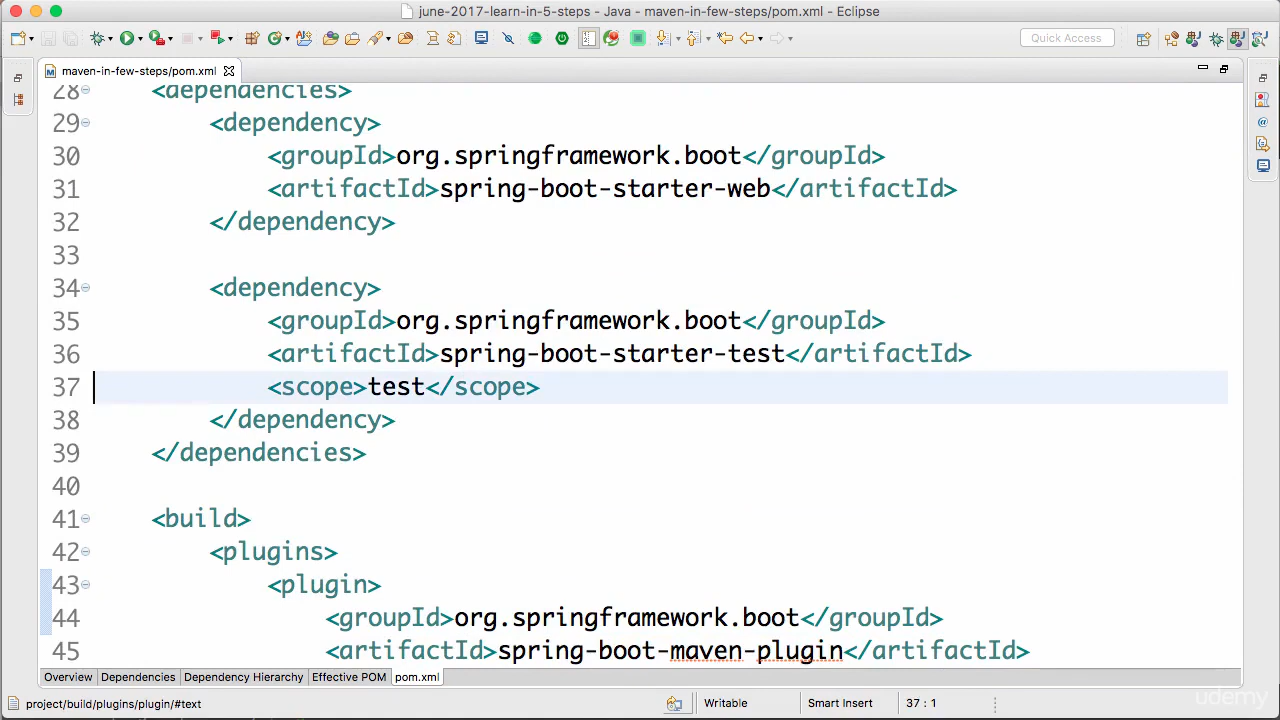 june-2017-learn-in-5-steps - Java - maven-in-few-steps/pom.xml - Eclipse
Quick Access
maven-in-few-steps/pom.xml
28 <dependencies>
29 <dependency>
30 <groupId>org.springframework.boot</groupId>
31 <artifactId>spring-boot-starter-web</artifactId>
32 </dependency>
33
34 <dependency>
35 <groupId>org.springframework.boot</groupId>
36 <artifactId>spring-boot-starter-test</artifactId>
37 <scope>test</scope>
38 </dependency>
39 </dependencies>
40
41 <build>
42 <plugins>
43 <plugin>
44 <groupId>org.springframework.boot</groupId>
45 <artifactId>spring-boot-maven-plugin</artifactId>
Overview Dependencies Dependency Hierarchy Effective POM pom.xml
project/build/plugins/plugin/#text Writable Smart Insert 37 : 1
udemy